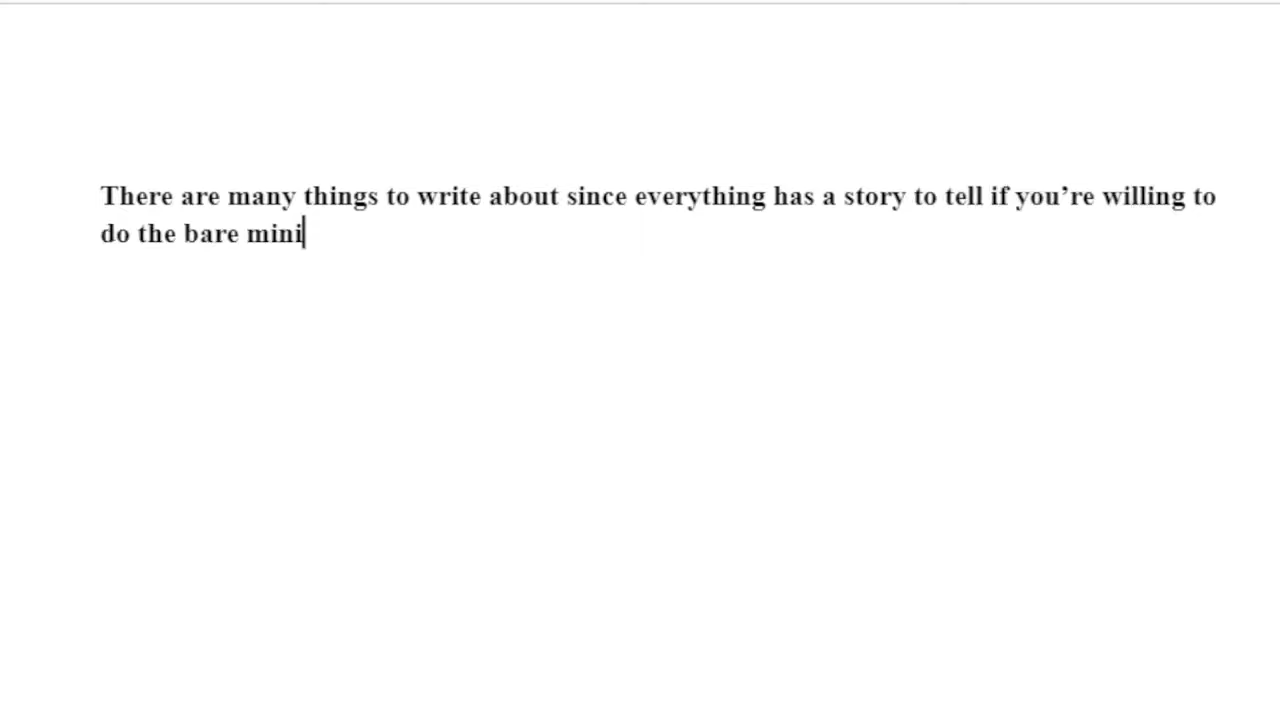 There are many things to write about since everything has a story to tell if you’re willing to
do the bare mini